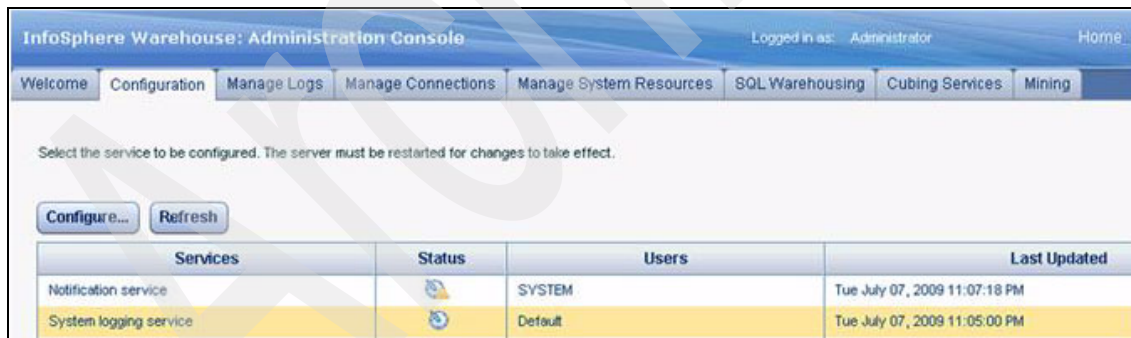 InfoSphere Warehouse: Administration Console Logged in as: Administrator Home
Welcome Configuration Manage Logs Manage Connections Manage System Resources SQL Warehousing Cubing Services Mining
Select the service to be configured. The server must be restarted for changes to take effect.
Configure... Refresh
Services Status Users Last Updated
Notification service SYSTEM Tue July 07, 2009 11:07:18 PM
System logging service Default Tue July 07, 2009 11:05:00 PM